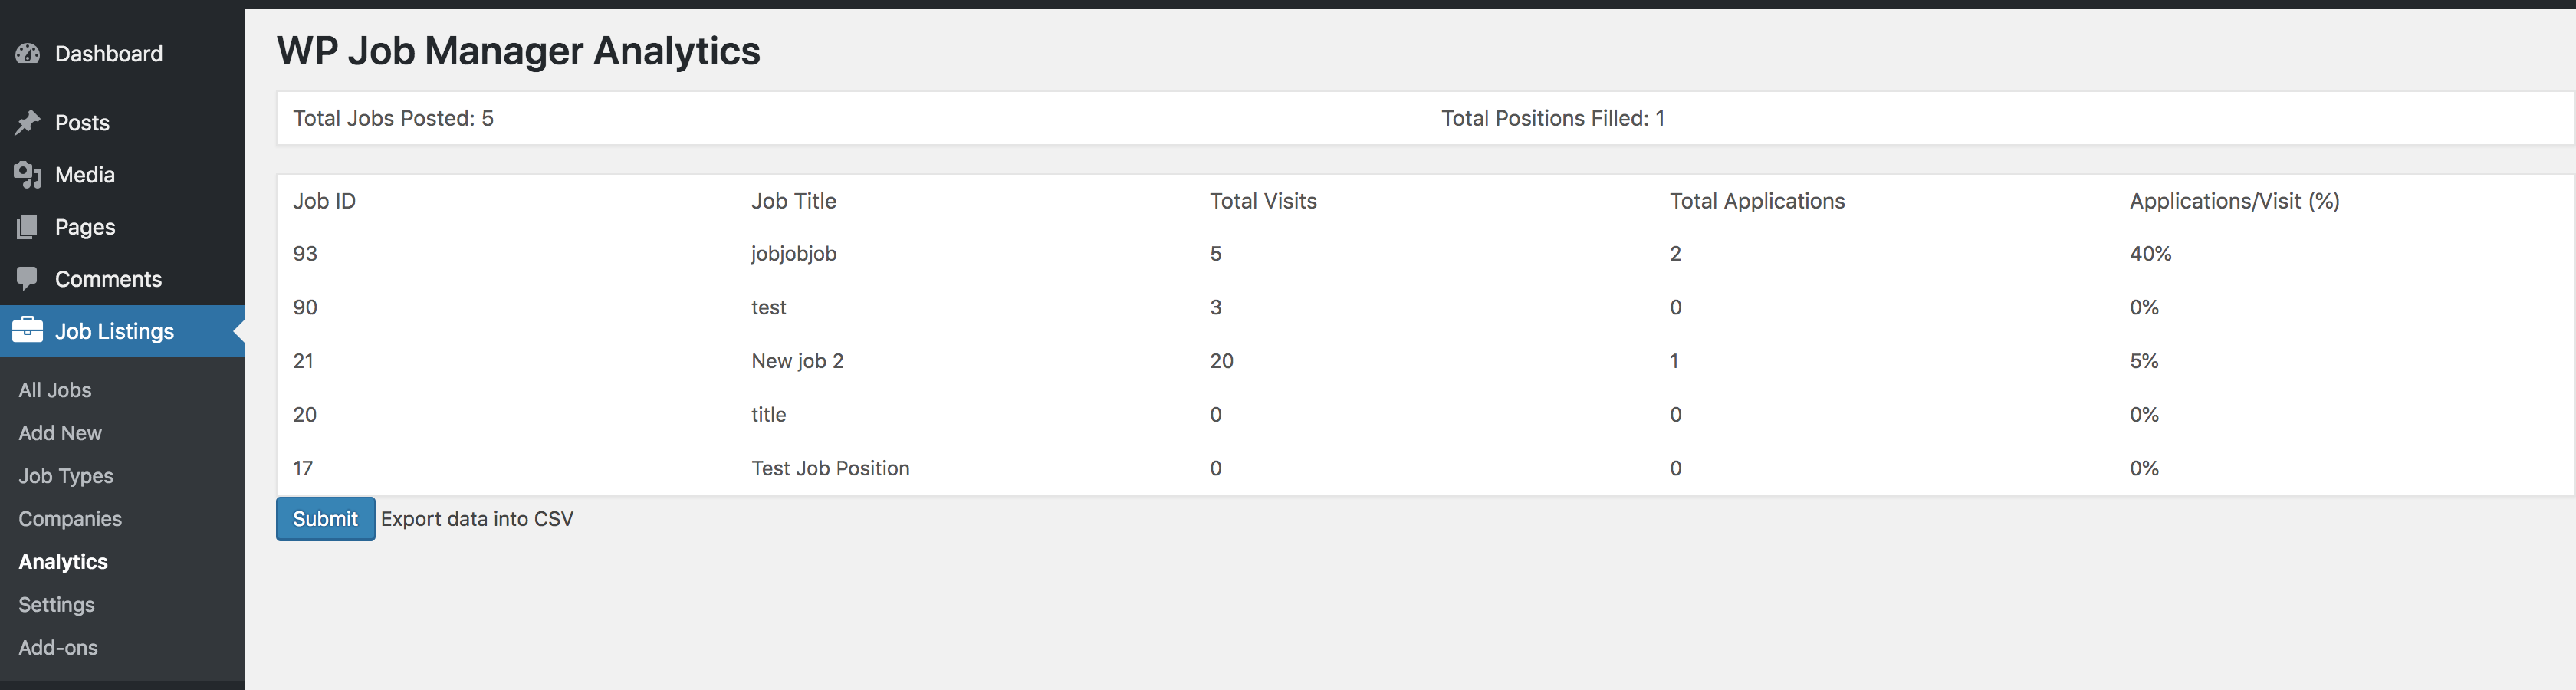 Dashboard
Posts
Media
Pages
Comments
Job Listings
All Jobs
Add New
Job Types
Companies
Analytics
Settings
Add-ons
WP Job Manager Analytics
Total Jobs Posted: 5 Total Positions Filled: 1
Job ID Job Title Total Visits Total Applications Applications/Visit (%)
93 jobjobjob 5 2 40%
90 test 3 0 0%
21 New job 2 20 1 5%
20 title 0 0 0%
17 Test Job Position 0 0 0%
Submit Export data into CSV